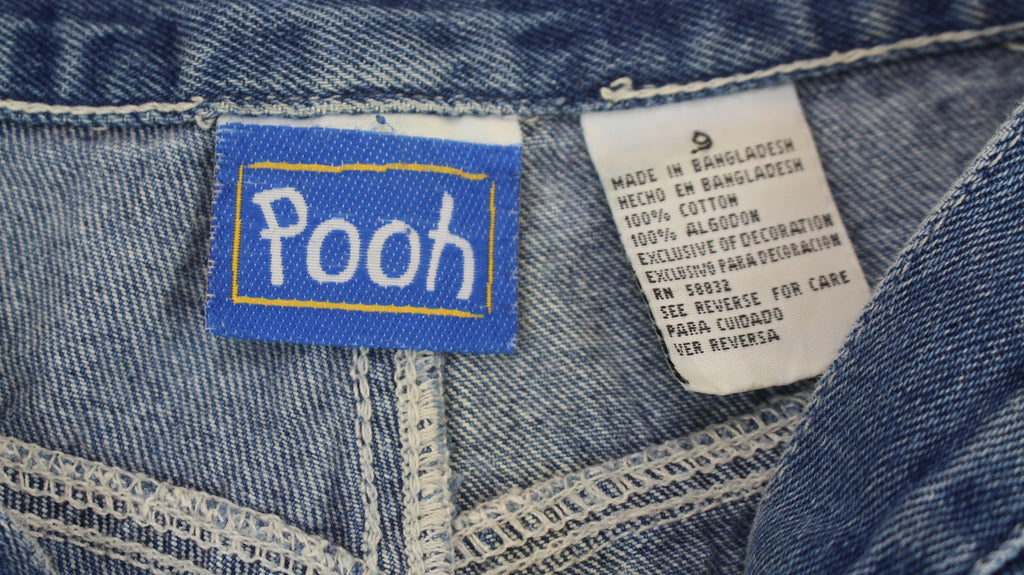 Pooh
9
MADE IN BANGLADESH
HECHO EN BANGLADESH
100% COTTON
100% ALGODON
EXCLUSIVE OF DECORATION
EXCLUSIVO PARA DECORACION
RN 58832
SEE REVERSE FOR CARE
PARA CUIDADO
VER REVERSA